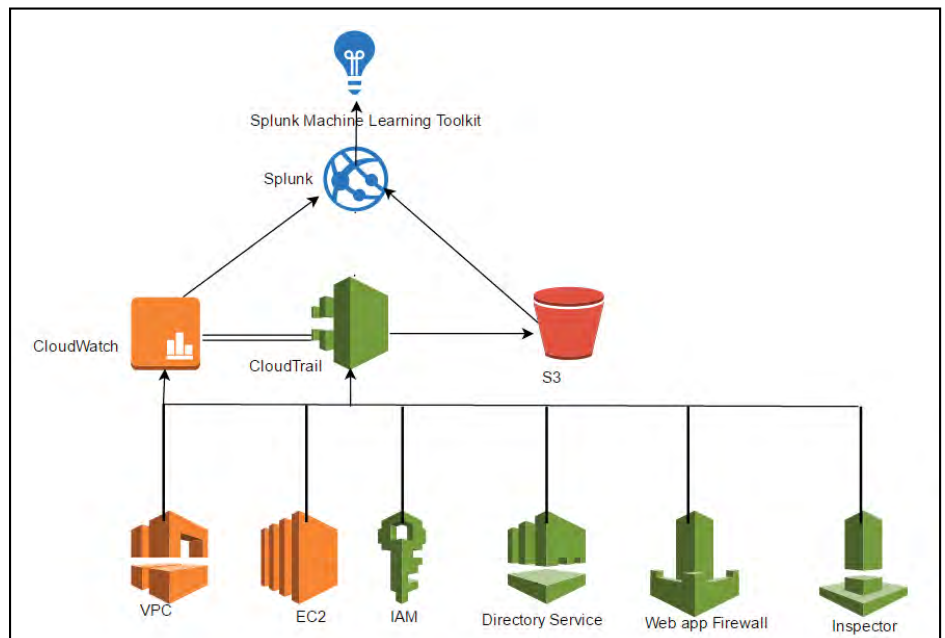 Splunk Machine Learning Toolkit
Splunk
CloudWatch
CloudTrail
S3
VPC
EC2
IAM
Directory Service
Web app Firewall
Inspector